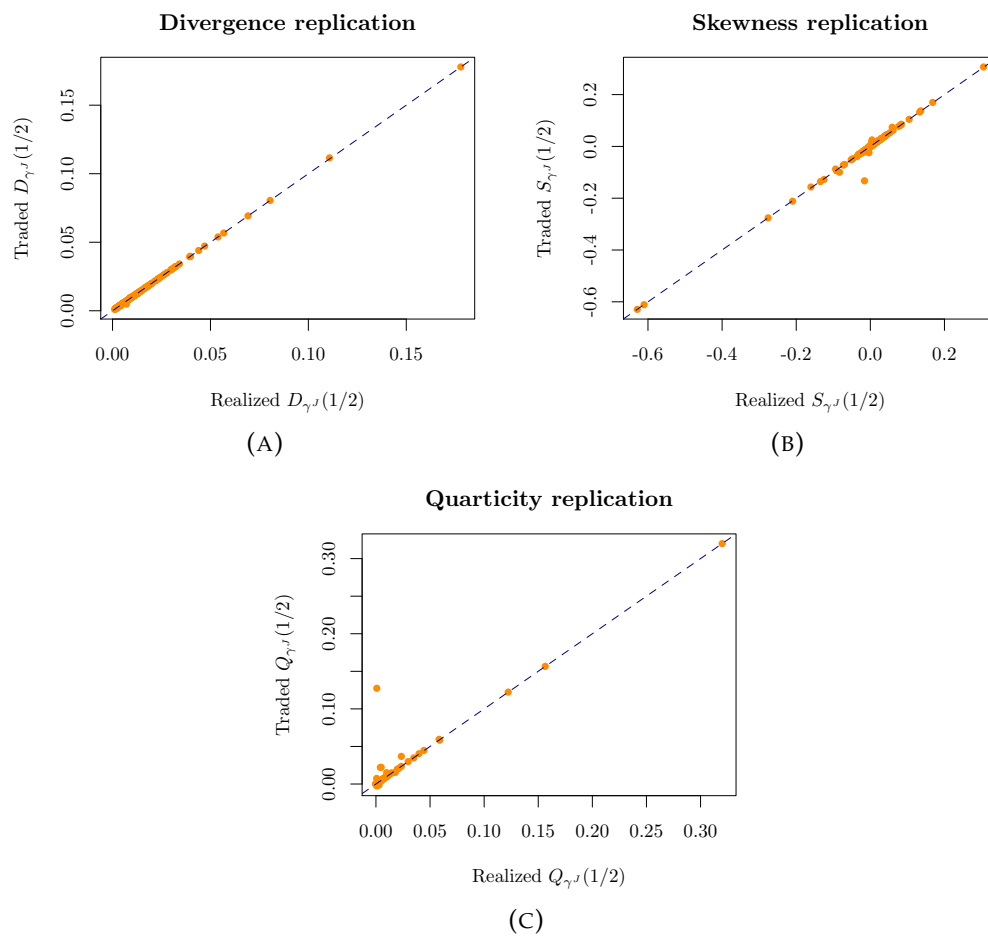 Divergence replication
Traded D_{γ^J}(1/2)
0.15
0.10
0.05
0.00
0.00 0.05 0.10 0.15
Realized D_{γ^J}(1/2)
(A)
Skewness replication
Traded S_{γ^J}(1/2)
0.2
0.0
-0.2
-0.4
-0.6
-0.6 -0.4 -0.2 0.0 0.2
Realized S_{γ^J}(1/2)
(B)
Quarticity replication
Traded Q_{γ^J}(1/2)
0.30
0.20
0.10
0.00
0.00 0.05 0.10 0.15 0.20 0.25 0.30
Realized Q_{γ^J}(1/2)
(C)